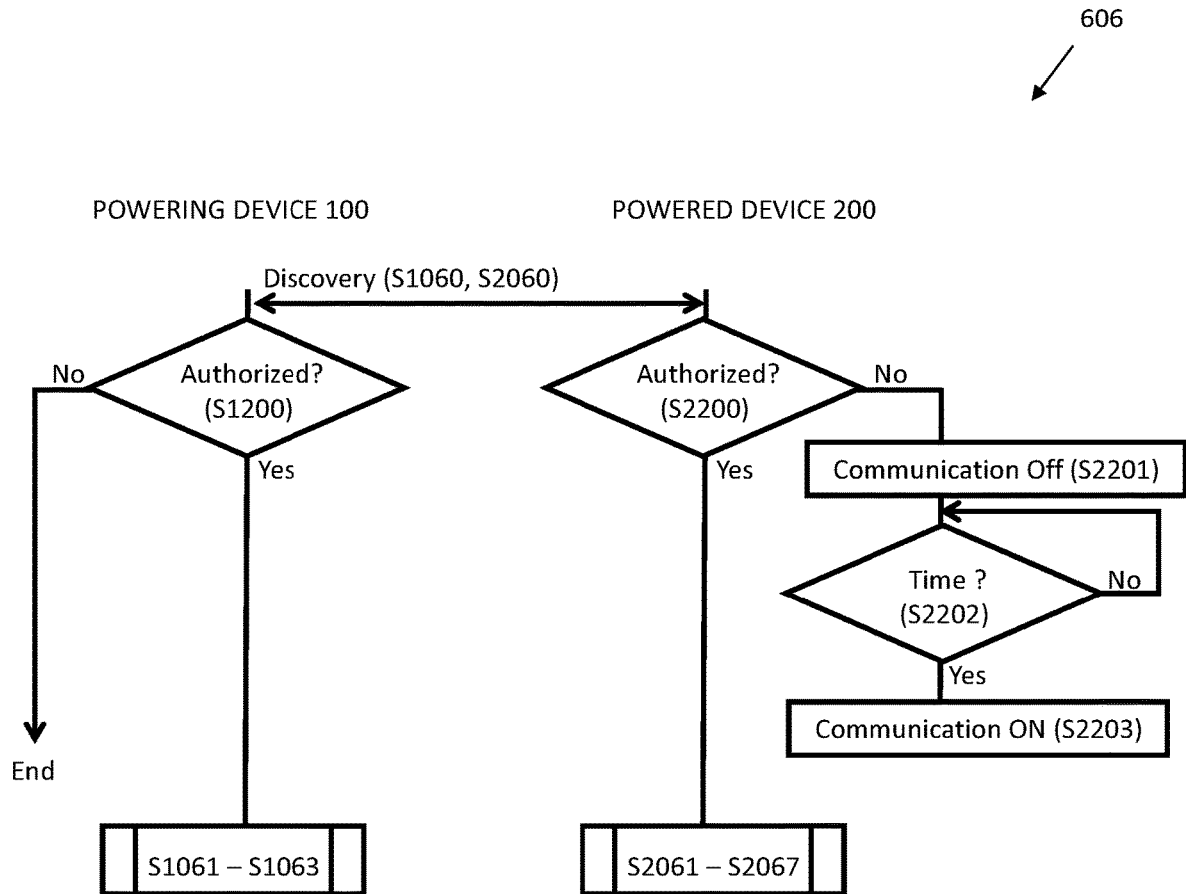 606
POWERING DEVICE 100
POWERED DEVICE 200
Discovery (S1060, S2060)
No
Authorized?
(S1200)
Yes
Authorized?
(S2200)
No
Yes
Communication Off (S2201)
Time ?
(S2202)
No
Yes
Communication ON (S2203)
End
S1061 – S1063
S2061 – S2067